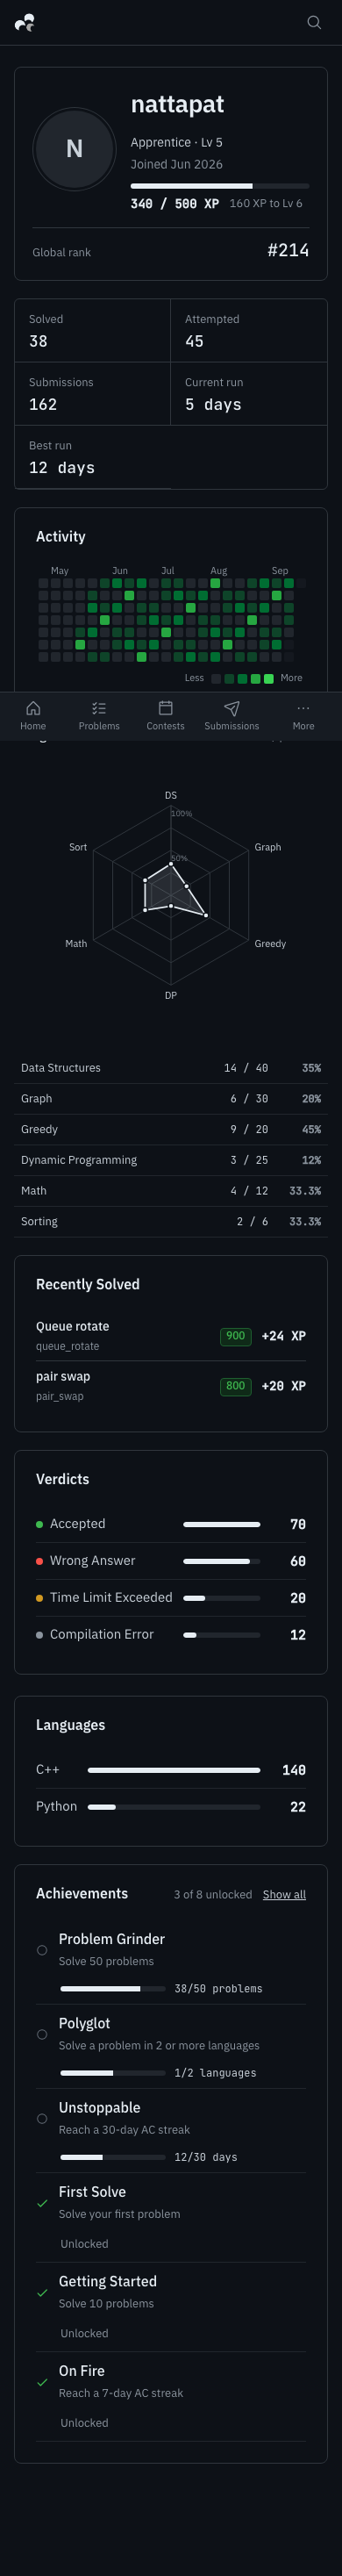 N
nattapat
Apprentice · Lv 5
Joined Jun 2026
340 / 500 XP 160 XP to Lv 6
Global rank #214
Solved Attempted
38 45
Submissions Current run
162 5 days
Best run
12 days
Activity
May Jun Jul Aug Sep
Less More
Home Problems Contests Submissions More
DS
100%
Sort Graph
50%
Math Greedy
DP
Data Structures 14 / 40 35%
Graph 6 / 30 20%
Greedy 9 / 20 45%
Dynamic Programming 3 / 25 12%
Math 4 / 12 33.3%
Sorting 2 / 6 33.3%
Recently Solved
Queue rotate 900 +24 XP
queue_rotate
pair swap 800 +20 XP
pair_swap
Verdicts
Accepted 70
Wrong Answer 60
Time Limit Exceeded 20
Compilation Error 12
Languages
C++ 140
Python 22
Achievements 3 of 8 unlocked Show all
Problem Grinder
Solve 50 problems
38/50 problems
Polyglot
Solve a problem in 2 or more languages
1/2 languages
Unstoppable
Reach a 30-day AC streak
12/30 days
First Solve
Solve your first problem
Unlocked
Getting Started
Solve 10 problems
Unlocked
On Fire
Reach a 7-day AC streak
Unlocked